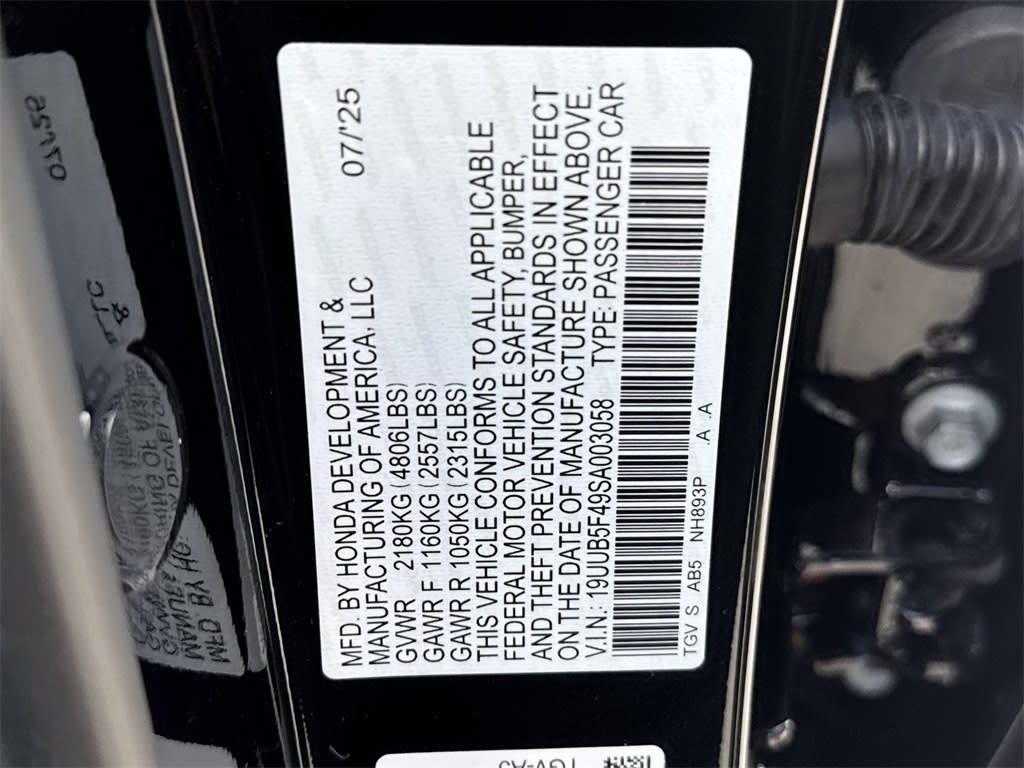 MFD. BY HONDA DEVELOPMENT & 07/'25
MANUFACTURING OF AMERICA, LLC
GVWR 2180KG (4806LBS)
GAWR F 1160KG (2557LBS)
GAWR R 1050KG (2315LBS)
THIS VEHICLE CONFORMS TO ALL APPLICABLE
FEDERAL MOTOR VEHICLE SAFETY, BUMPER,
AND THEFT PREVENTION STANDARDS IN EFFECT
ON THE DATE OF MANUFACTURE SHOWN ABOVE.
V.I.N.: 19UUB5F49SA003058 TYPE: PASSENGER CAR
TGV S AB5 NH893P .A .A
TGV-A5